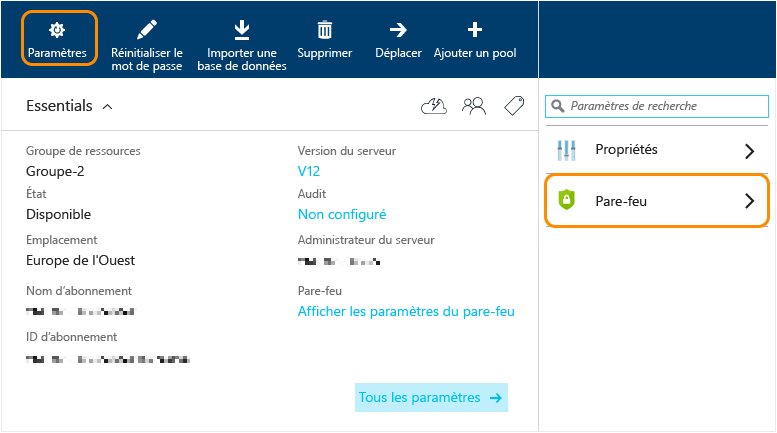 Paramètres
Réinitialiser le
mot de passe
Importer une
base de données
Supprimer
Déplacer
Ajouter un pool
Essentials
Groupe de ressources
Groupe-2
État
Disponible
Emplacement
Europe de l'Ouest
Nom d'abonnement
ID d'abonnement
Version du serveur
V12
Audit
Non configuré
Administrateur du serveur
Pare-feu
Afficher les paramètres du pare-feu
Tous les paramètres
Paramètres de recherche
Propriétés
Pare-feu